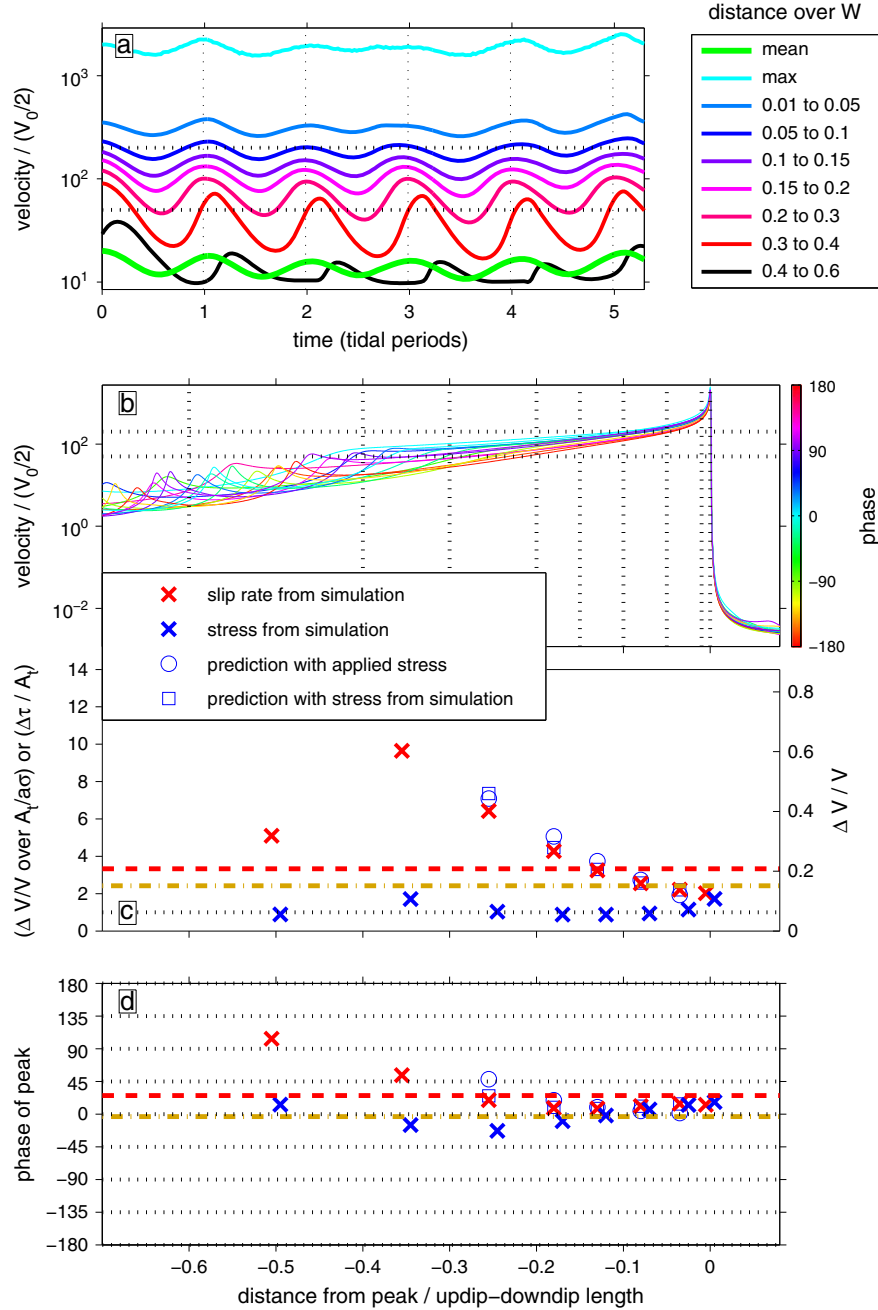 distance over W
mean
max
0.01 to 0.05
0.05 to 0.1
0.1 to 0.15
0.15 to 0.2
0.2 to 0.3
0.3 to 0.4
0.4 to 0.6
a
velocity / (V₀/2)
10³
10²
10¹
0 1 2 3 4 5
time (tidal periods)
b
velocity / (V₀/2)
10²
10⁰
10⁻²
180
90
0
−90
−180
phase
slip rate from simulation
stress from simulation
prediction with applied stress
prediction with stress from simulation
c
(Δ V/V over Aₜ/aσ) or (Δτ / Aₜ)
14
12
10
8
6
4
2
0
0.8
0.6
0.4
0.2
0
Δ V / V
d
phase of peak
180
135
90
45
0
−45
−90
−135
−180
−0.6 −0.5 −0.4 −0.3 −0.2 −0.1 0
distance from peak / updip−downdip length